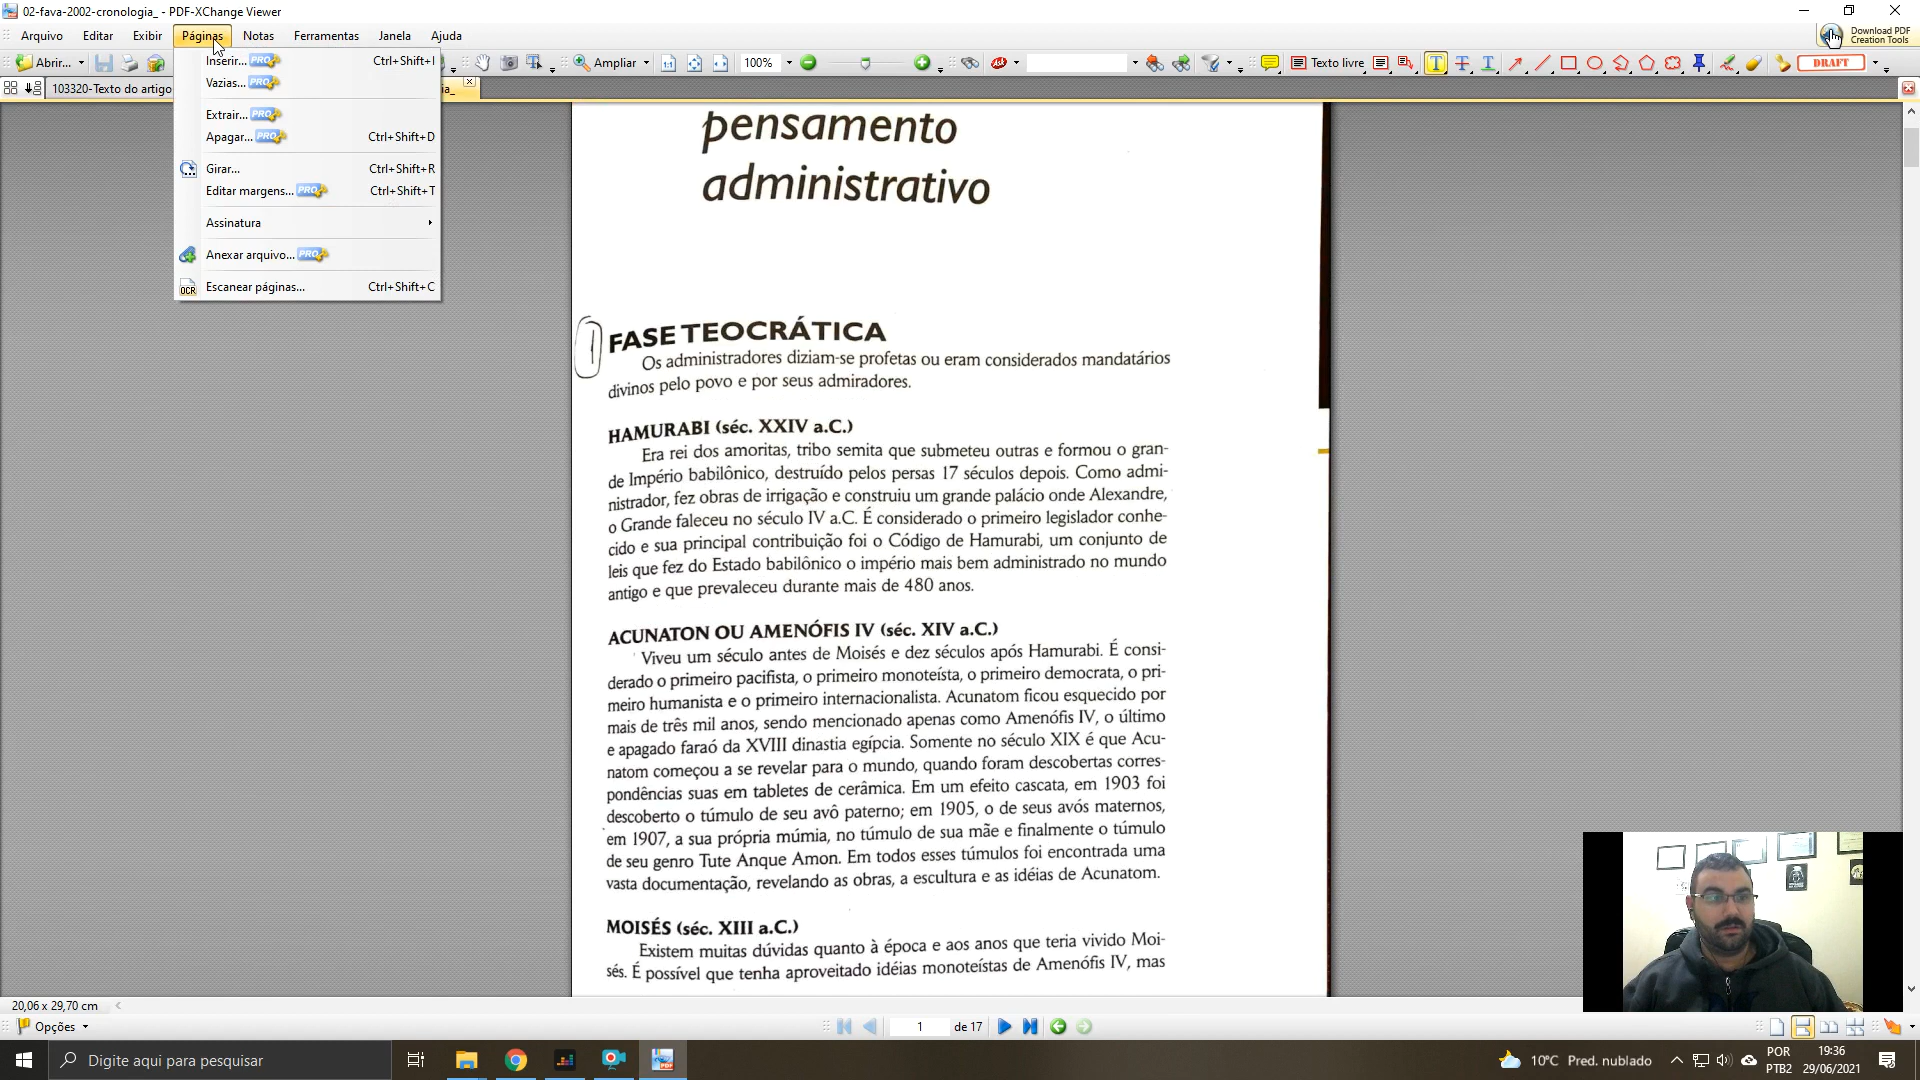 02-fava-2002-cronologia_ - PDF-XChange Viewer
Arquivo Editar Exibir Páginas Notas Ferramentas Janela Ajuda
Download PDF
Creation Tools
Abrir... Ampliar 100% Texto livre DRAFT
103320-Texto do artigo
ia_
Inserir... PRO Ctrl+Shift+I
Vazias... PRO
Extrair... PRO
Apagar... PRO Ctrl+Shift+D
Girar... Ctrl+Shift+R
Editar margens... PRO Ctrl+Shift+T
Assinatura
Anexar arquivo... PRO
OCR Escanear páginas... Ctrl+Shift+C
pensamento
administrativo
1 FASE TEOCRÁTICA
Os administradores diziam-se profetas ou eram considerados mandatários
divinos pelo povo e por seus admiradores.
HAMURABI (séc. XXIV a.C.)
Era rei dos amoritas, tribo semita que submeteu outras e formou o gran-
de Império babilônico, destruído pelos persas 17 séculos depois. Como admi-
nistrador, fez obras de irrigação e construiu um grande palácio onde Alexandre,
o Grande faleceu no século IV a.C. É considerado o primeiro legislador conhe-
cido e sua principal contribuição foi o Código de Hamurabi, um conjunto de
leis que fez do Estado babilônico o império mais bem administrado no mundo
antigo e que prevaleceu durante mais de 480 anos.
ACUNATON OU AMENÓFIS IV (séc. XIV a.C.)
Viveu um século antes de Moisés e dez séculos após Hamurabi. É consi-
derado o primeiro pacifista, o primeiro monoteísta, o primeiro democrata, o pri-
meiro humanista e o primeiro internacionalista. Acunatom ficou esquecido por
mais de três mil anos, sendo mencionado apenas como Amenófis IV, o último
e apagado faraó da XVIII dinastia egípcia. Somente no século XIX é que Acu-
natom começou a se revelar para o mundo, quando foram descobertas corres-
pondências suas em tabletes de cerâmica. Em um efeito cascata, em 1903 foi
descoberto o túmulo de seu avô paterno; em 1905, o de seus avós maternos,
em 1907, a sua própria múmia, no túmulo de sua mãe e finalmente o túmulo
de seu genro Tute Anque Amon. Em todos esses túmulos foi encontrada uma
vasta documentação, revelando as obras, a escultura e as idéias de Acunatom.
MOISÉS (séc. XIII a.C.)
Existem muitas dúvidas quanto à época e aos anos que teria vivido Moi-
sés. É possível que tenha aproveitado idéias monoteístas de Amenófis IV, mas
20,06 x 29,70 cm
Opções 1 de 17
Digite aqui para pesquisar
10°C Pred. nublado
POR
PTB2
19:36
29/06/2021